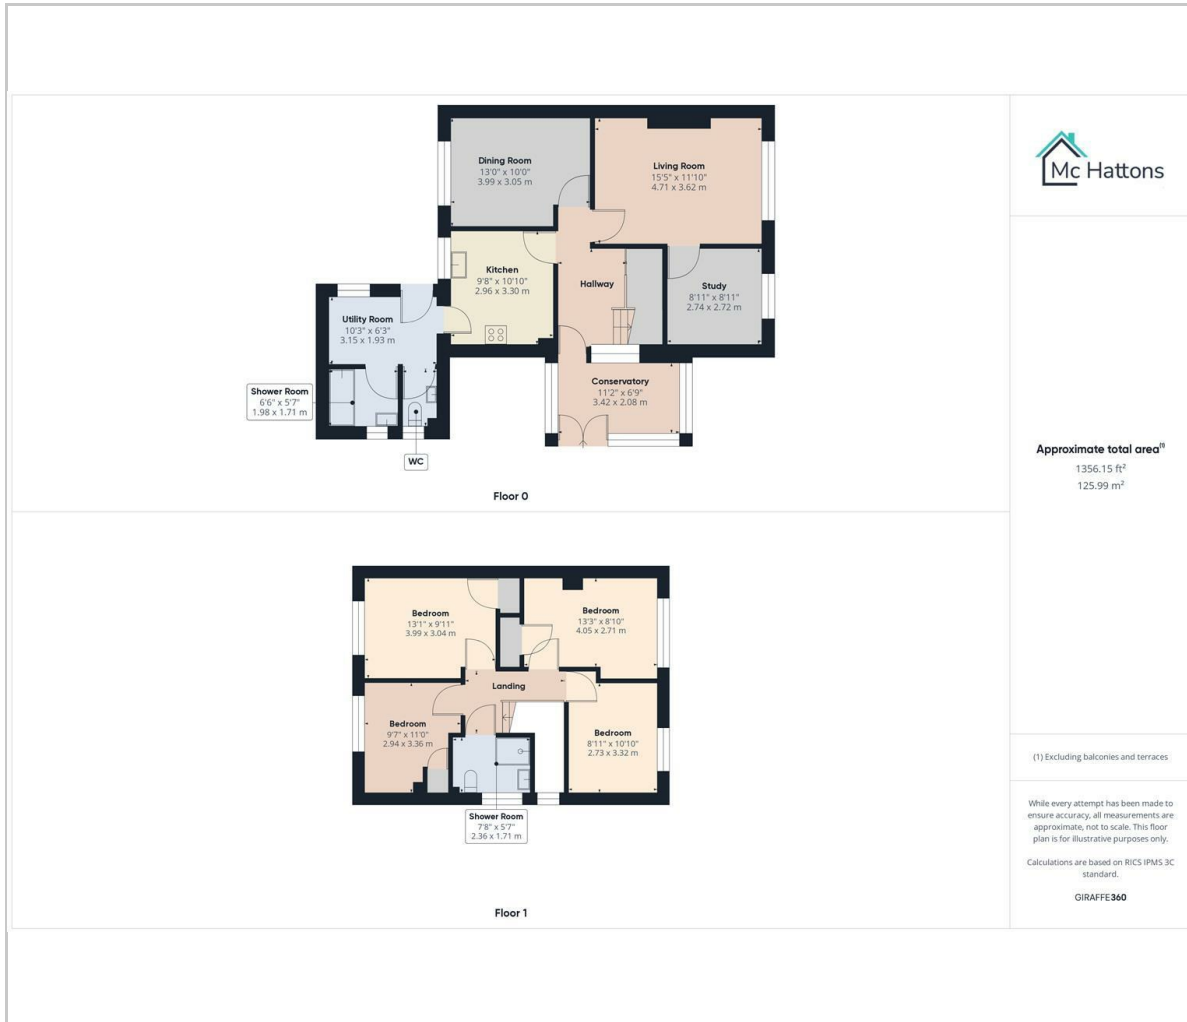 Dining Room
13'0" x 10'0"
3.99 x 3.05 m
Living Room
15'5" x 11'10"
4.71 x 3.62 m
Kitchen
9'8" x 10'10"
2.96 x 3.30 m
Hallway
Study
8'11" x 8'11"
2.74 x 2.72 m
Utility Room
10'3" x 6'3"
3.15 x 1.93 m
Shower Room
6'6" x 5'7"
1.98 x 1.71 m
Conservatory
11'2" x 6'9"
3.42 x 2.08 m
WC
Floor 0
Bedroom
13'1" x 9'11"
3.99 x 3.04 m
Bedroom
13'3" x 8'10"
4.05 x 2.71 m
Landing
Bedroom
9'7" x 11'0"
2.94 x 3.36 m
Bedroom
8'11" x 10'10"
2.73 x 3.32 m
Shower Room
7'8" x 5'7"
2.36 x 1.71 m
Floor 1
Mc Hattons
Approximate total area⁽¹⁾
1356.15 ft²
125.99 m²
(1) Excluding balconies and terraces
While every attempt has been made to
ensure accuracy, all measurements are
approximate, not to scale. This floor
plan is for illustrative purposes only.
Calculations are based on RICS IPMS 3C
standard.
GIRAFFE360